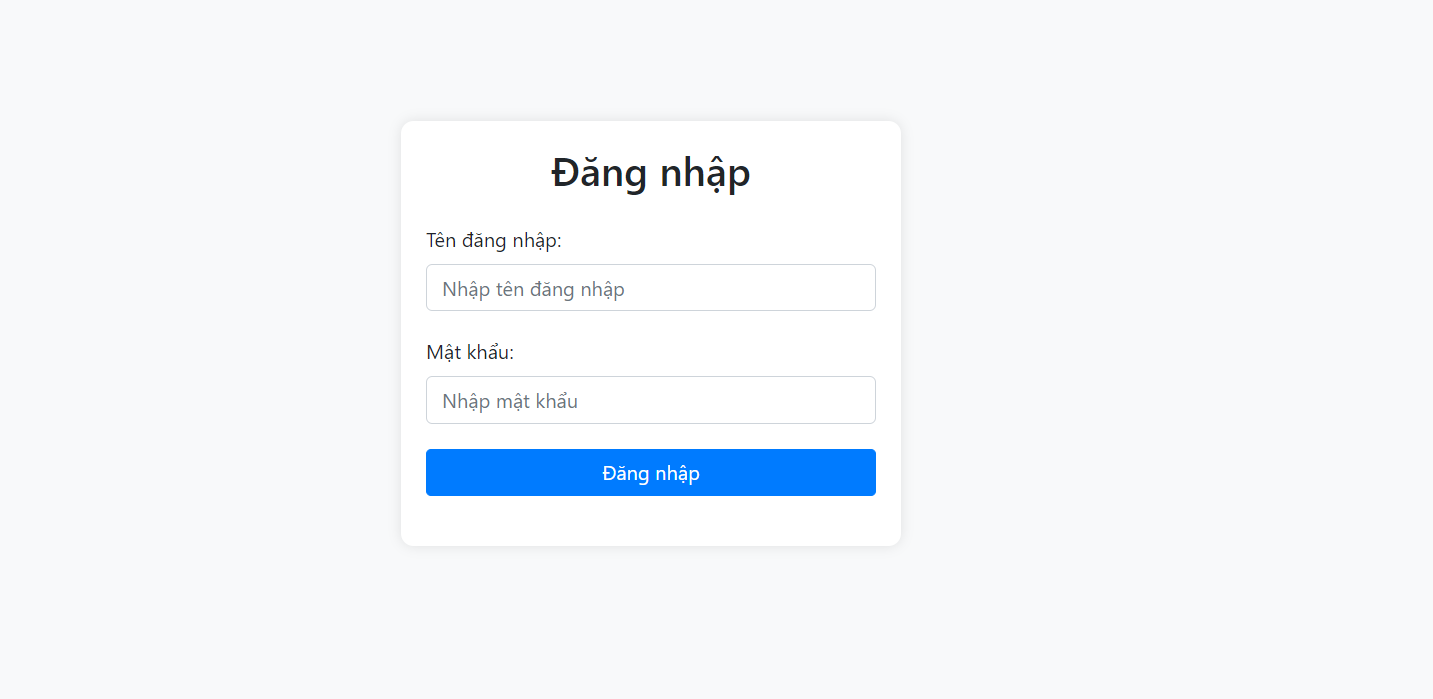 Đăng nhập
Tên đăng nhập:
Nhập tên đăng nhập
Mật khẩu:
Nhập mật khẩu
Đăng nhập